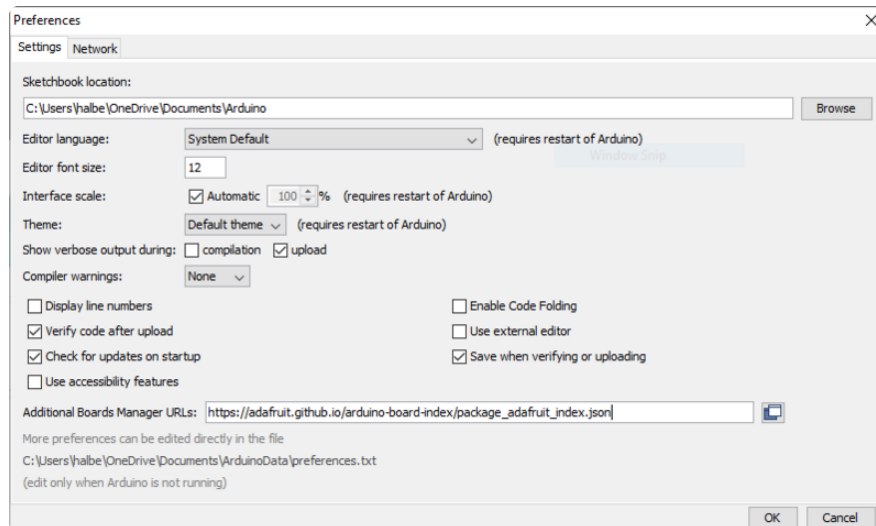 Preferences
Settings Network
Sketchbook location:
C:\Users\halbe\OneDrive\Documents\Arduino Browse
Editor language: System Default (requires restart of Arduino)
Window Snip
Editor font size: 12
Interface scale: Automatic 100 % (requires restart of Arduino)
Theme: Default theme (requires restart of Arduino)
Show verbose output during: compilation upload
Compiler warnings: None
Display line numbers Enable Code Folding
Verify code after upload Use external editor
Check for updates on startup Save when verifying or uploading
Use accessibility features
Additional Boards Manager URLs: https://adafruit.github.io/arduino-board-index/package_adafruit_index.json
More preferences can be edited directly in the file
C:\Users\halbe\OneDrive\Documents\ArduinoData\preferences.txt
(edit only when Arduino is not running)
OK Cancel